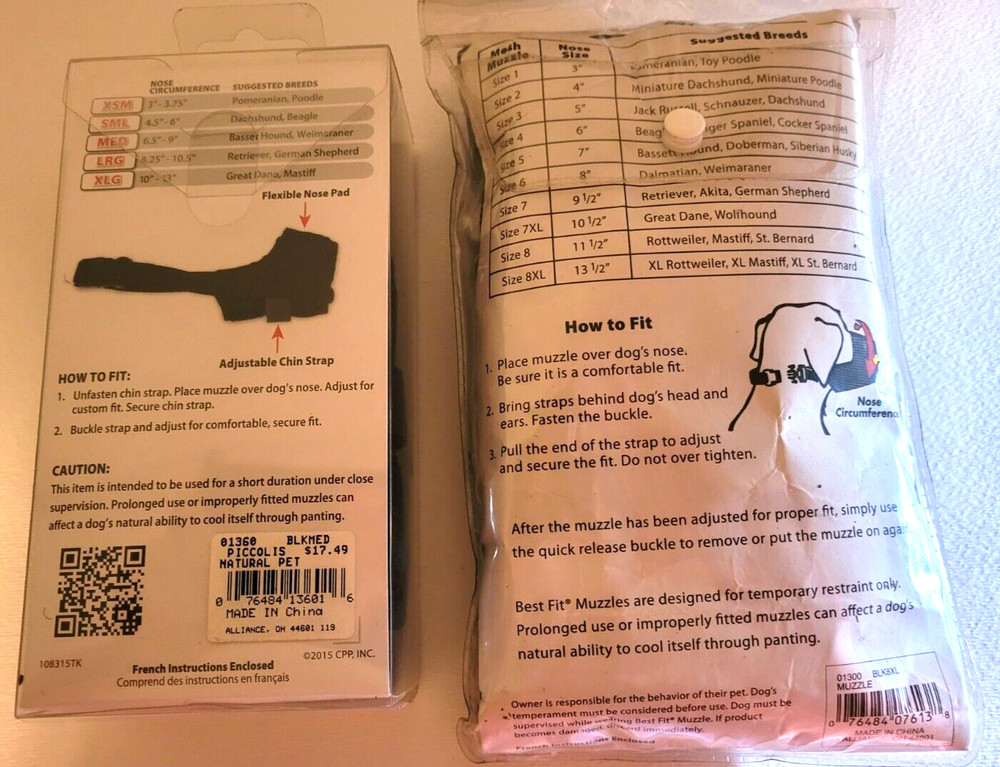 NOSE
CIRCUMFERENCE SUGGESTED BREEDS
XSM 3"-3.75" Pomeranian, Poodle
SML 4.5"-6" Dachshund, Beagle
MED 6.5"-9" Basset Hound, Weimaraner
LRG 8.25"-10.5" Retriever, German Shepherd
XLG 10"-13" Great Dane, Mastiff
Flexible Nose Pad
Adjustable Chin Strap
HOW TO FIT:
1. Unfasten chin strap. Place muzzle over dog's nose. Adjust for
custom fit. Secure chin strap.
2. Buckle strap and adjust for comfortable, secure fit.
CAUTION:
This item is intended to be used for a short duration under close
supervision. Prolonged use or improperly fitted muzzles can
affect a dog's natural ability to cool itself through panting.
01360 BLKMED
PICCOLIS $17.49
NATURAL PET
0 76484 13601 6
MADE IN China
ALLIANCE, OH 44601 119
108315TK
©2015 CPP, INC.
French Instructions Enclosed
Comprend des instructions en français
Mesh
Muzzle
Nose
Size
Suggested Breeds
Size 1 3" Pomeranian, Toy Poodle
Size 2 4" Miniature Dachshund, Miniature Poodle
Size 3 5" Jack Russell, Schnauzer, Dachshund
Size 4 6" Spaniel, Cocker Spaniel
Size 5 7" Bassett Hound, Doberman, Siberian Husky
Size 6 8" Dalmatian, Weimaraner
Size 7 9 1/2" Retriever, Akita, German Shepherd
Size 7XL 10 1/2" Great Dane, Wolfhound
Size 8 11 1/2" Rottweiler, Mastiff, St. Bernard
Size 8XL 13 1/2" XL Rottweiler, XL Mastiff, XL St. Bernard
How to Fit
1. Place muzzle over dog's nose.
Be sure it is a comfortable fit.
2. Bring straps behind dog's head and
ears. Fasten the buckle.
3. Pull the end of the strap to adjust
and secure the fit. Do not over tighten.
Nose
Circumferenc
After the muzzle has been adjusted for proper fit, simply use
the quick release buckle to remove or put the muzzle on aga
Best Fit® Muzzles are designed for temporary restraint only.
Prolonged use or improperly fitted muzzles can affect a dog's
natural ability to cool itself through panting.
Owner is responsible for the behavior of their pet. Dog's
temperament must be considered before use. Dog must be
supervised while wearing Best Fit® Muzzle. If product
becomes damaged, discard immediately.
French Instructions Enclosed
01300 BLK8XL
MUZZLE
0 76484 07613 8
MADE IN CHINA